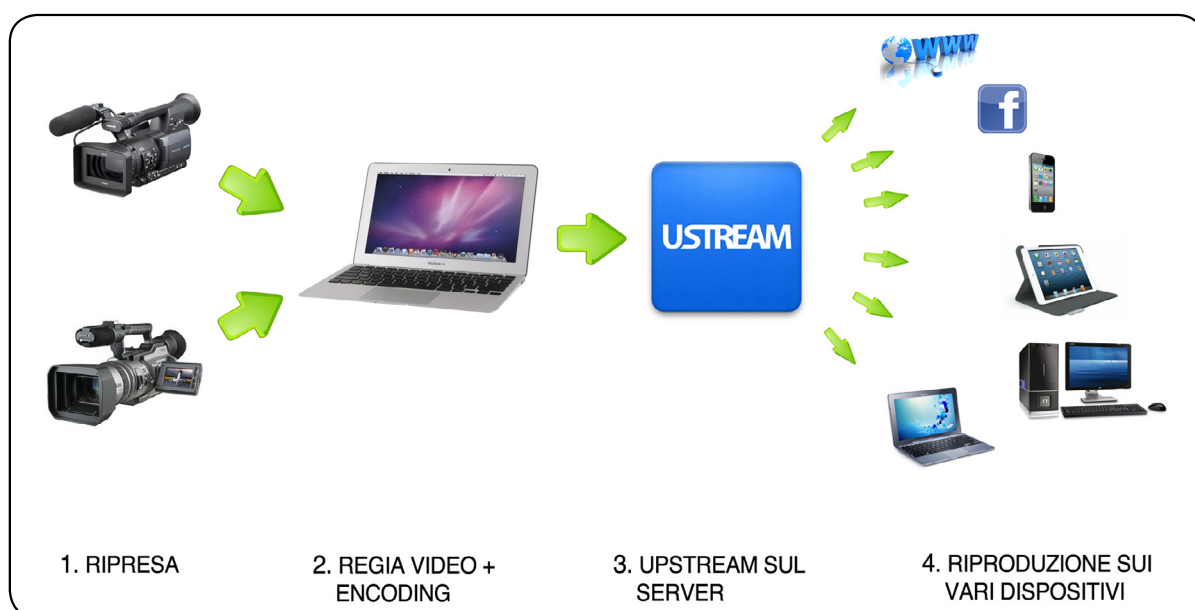 WWW
f
USTREAM
1. RIPRESA
2. REGIA VIDEO +
ENCODING
3. UPSTREAM SUL
SERVER
4. RIPRODUZIONE SUI
VARI DISPOSITIVI